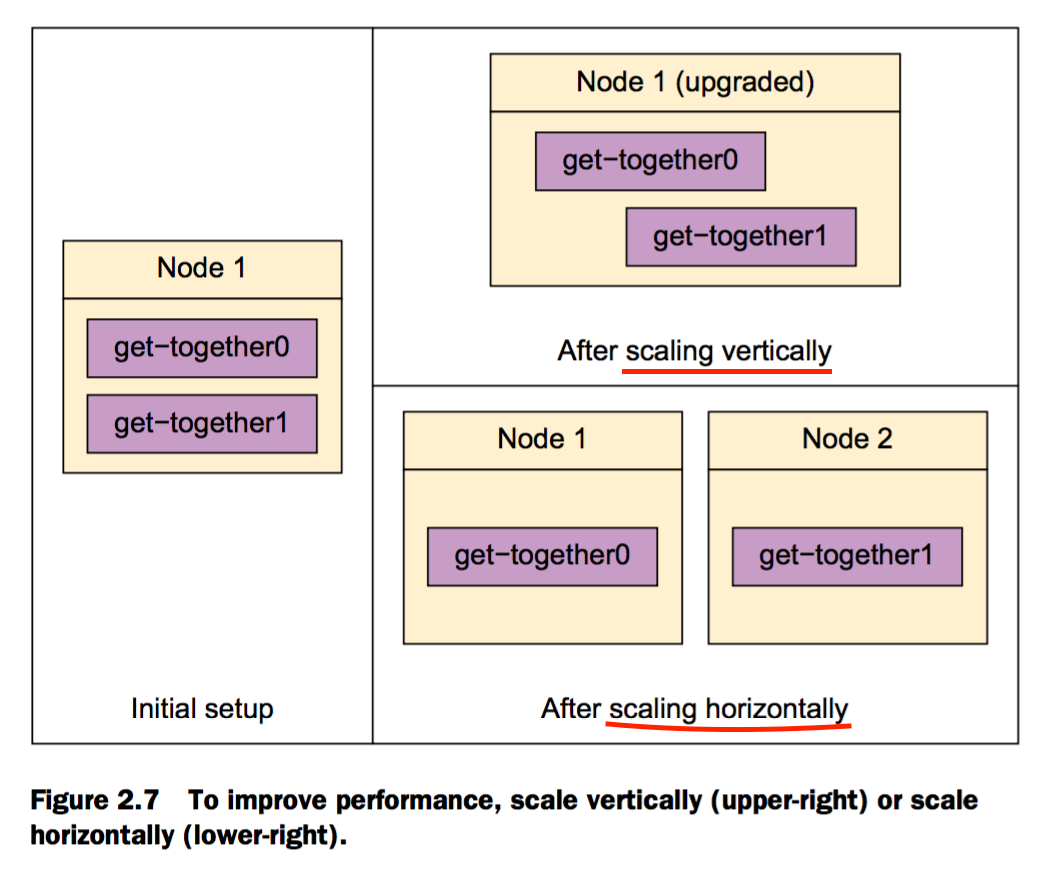 Node 1
get−together0
get−together1
Initial setup
Node 1 (upgraded)
get−together0
get−together1
After scaling vertically
Node 1
get−together0
Node 2
get−together1
After scaling horizontally
Figure 2.7 To improve performance, scale vertically (upper-right) or scale
horizontally (lower-right).